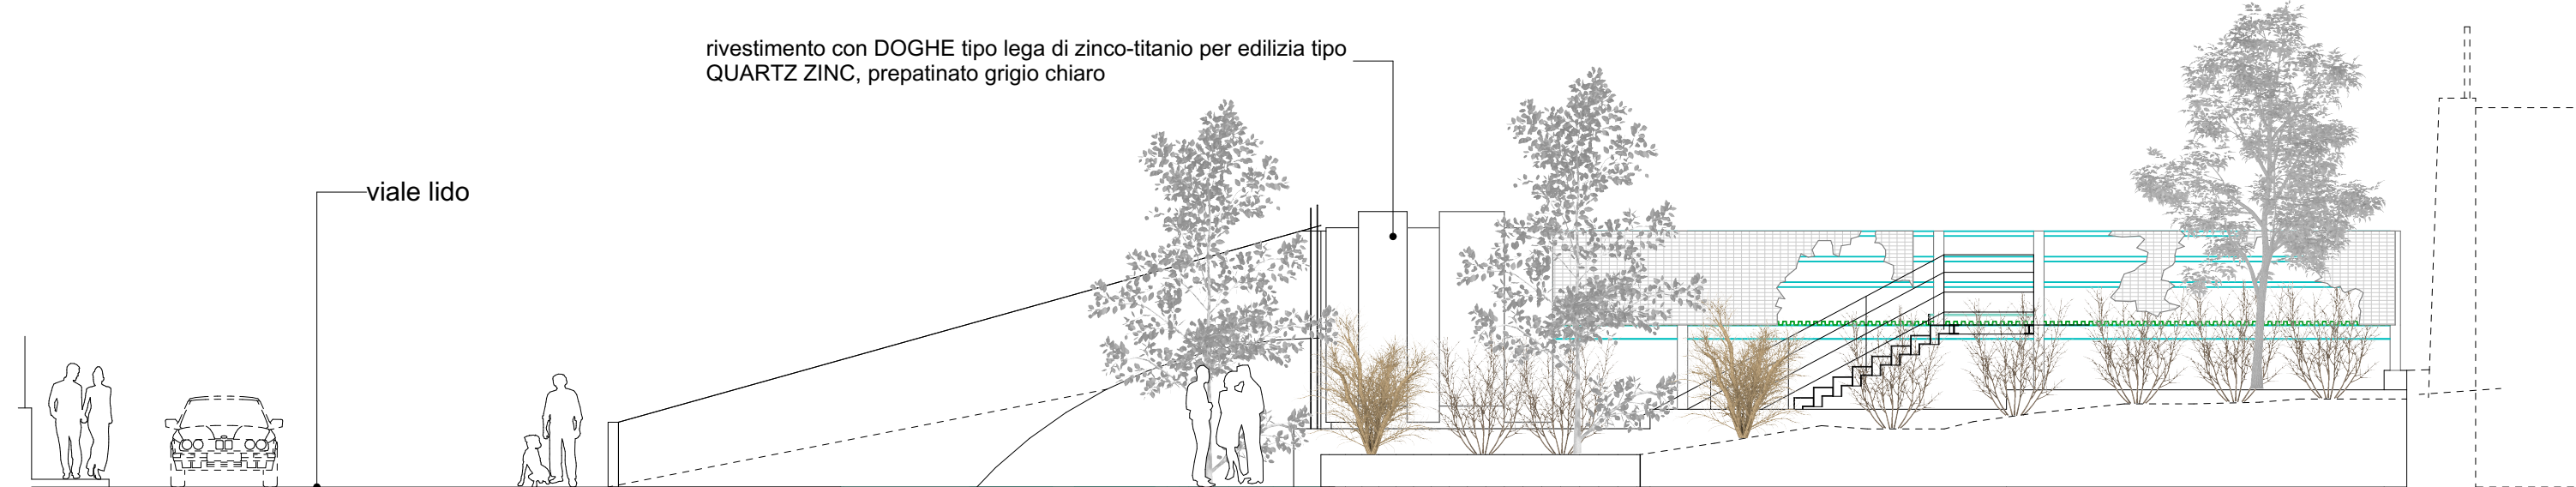 rivestimento con DOGHE tipo lega di zinco-titanio per edilizia tipo
QUARTZ ZINC, prepatinato grigio chiaro
viale lido